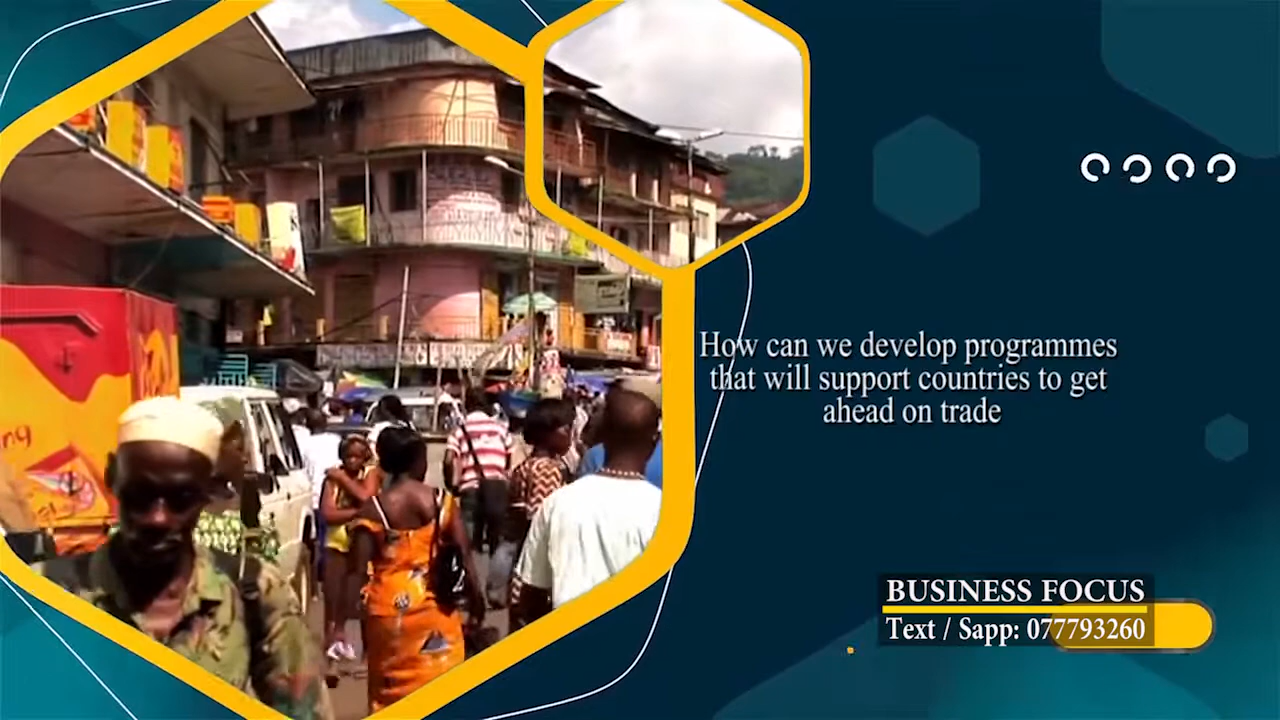 How can we develop programmes
that will support countries to get
ahead on trade
BUSINESS FOCUS
Text / Sapp: 077793260